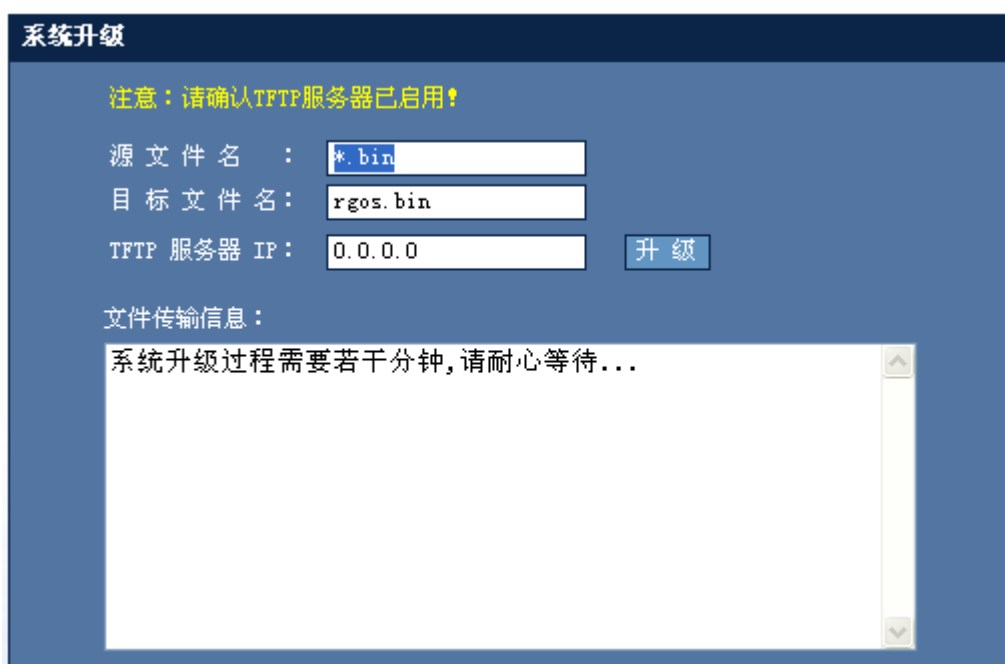 系统升级
注意：请确认TFTP服务器已启用！
源 文 件 名 ： *.bin
目 标 文 件 名： rgos.bin
TFTP 服务器 IP： 0.0.0.0 升 级
文件传输信息：
系统升级过程需要若干分钟,请耐心等待...